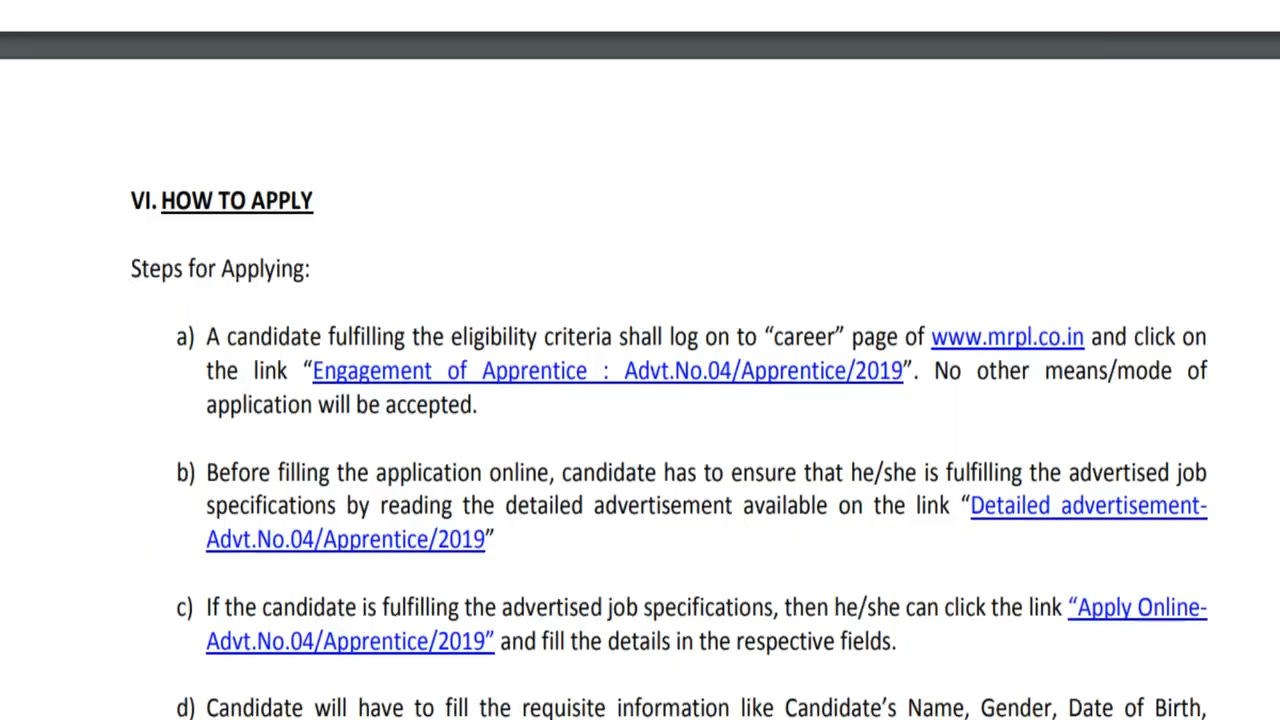 VI. HOW TO APPLY
Steps for Applying:
a) A candidate fulfilling the eligibility criteria shall log on to “career” page of www.mrpl.co.in and click on
the link “Engagement of Apprentice : Advt.No.04/Apprentice/2019”. No other means/mode of
application will be accepted.
b) Before filling the application online, candidate has to ensure that he/she is fulfilling the advertised job
specifications by reading the detailed advertisement available on the link “Detailed advertisement-
Advt.No.04/Apprentice/2019”
c) If the candidate is fulfilling the advertised job specifications, then he/she can click the link “Apply Online-
Advt.No.04/Apprentice/2019” and fill the details in the respective fields.
d) Candidate will have to fill the requisite information like Candidate’s Name, Gender, Date of Birth,